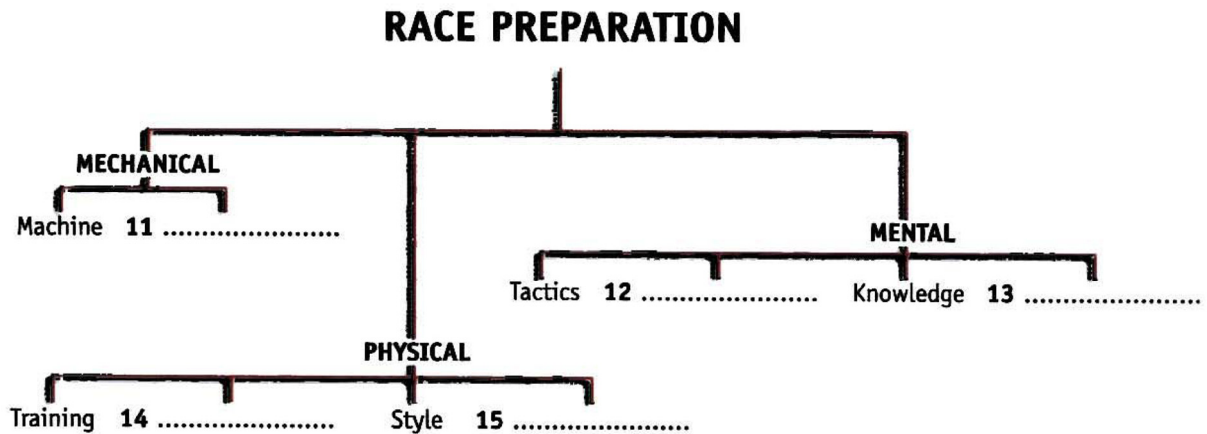 RACE PREPARATION
MECHANICAL
Machine 11 ........................
MENTAL
Tactics 12 ........................ Knowledge 13 ........................
PHYSICAL
Training 14 ........................ Style 15 ........................